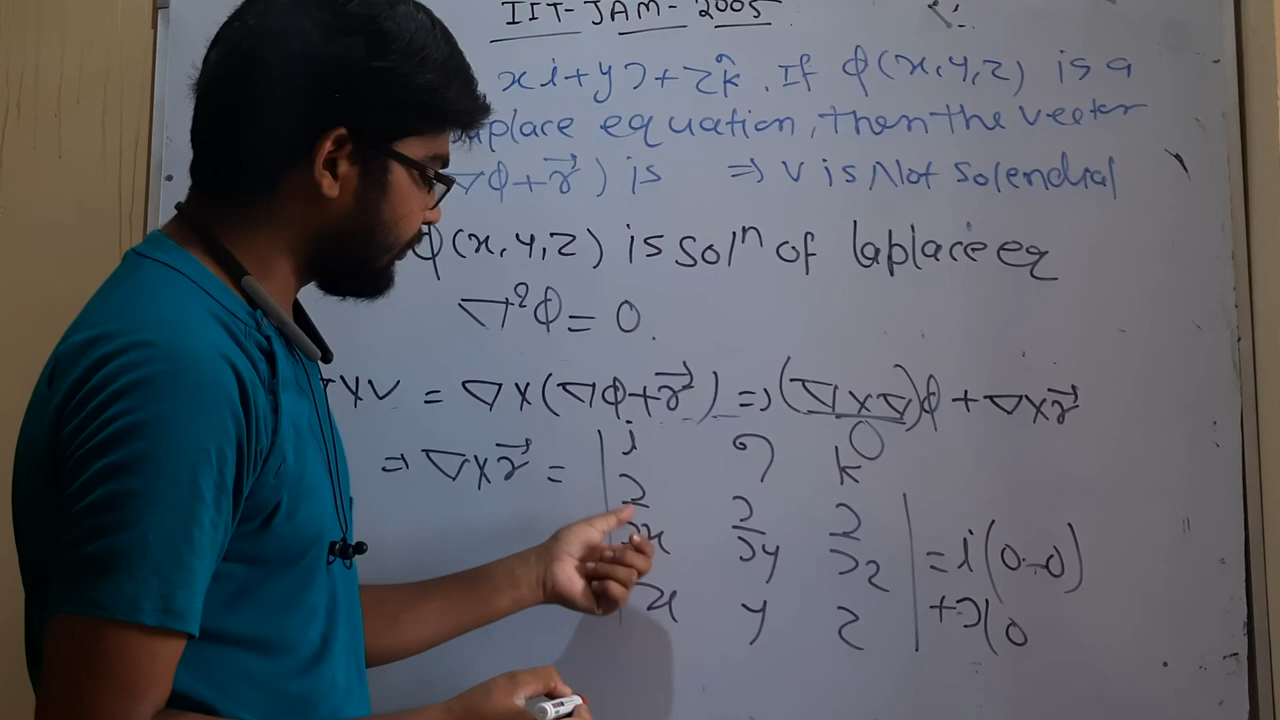 IIT-JAM-2005
xi+yj+zk̂. If ϕ(x,y,z) is a
place equation, then the vector
∇ϕ+r⃗) is ⇒ v is Not Solendial
ϕ(x,y,z) is solⁿ of laplace eq
∇²ϕ = 0.
×v = ∇×(∇ϕ+r⃗) ⇒ (∇×∇)ϕ + ∇×r⃗
0
⇒ ∇×r⃗ = | i j k
∂ ∂/∂y ∂/∂z | = i(0-0)
x y z +j(0